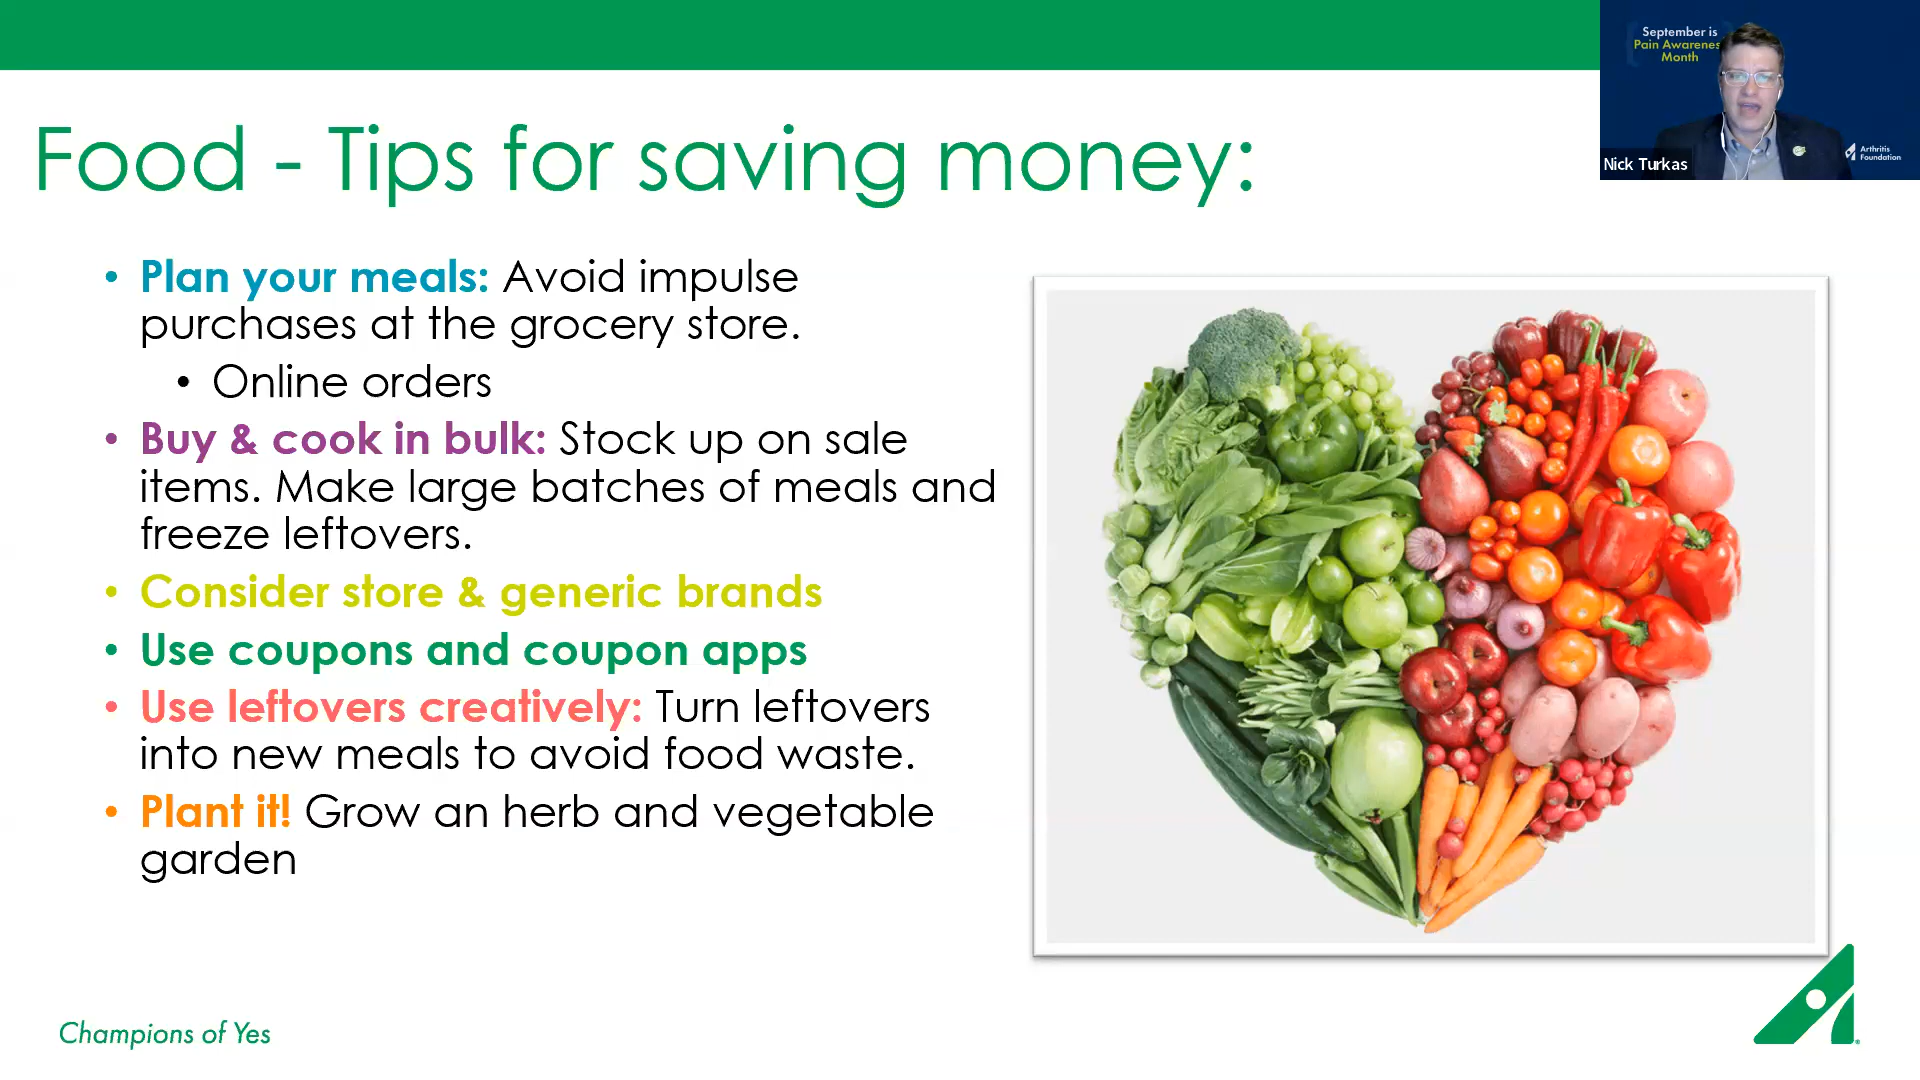 September is
Pain Awarenes
Month
Arthritis
Foundation
Nick Turkas
Food - Tips for saving money:
• Plan your meals: Avoid impulse
purchases at the grocery store.
• Online orders
• Buy & cook in bulk: Stock up on sale
items. Make large batches of meals and
freeze leftovers.
• Consider store & generic brands
• Use coupons and coupon apps
• Use leftovers creatively: Turn leftovers
into new meals to avoid food waste.
• Plant it! Grow an herb and vegetable
garden
Champions of Yes